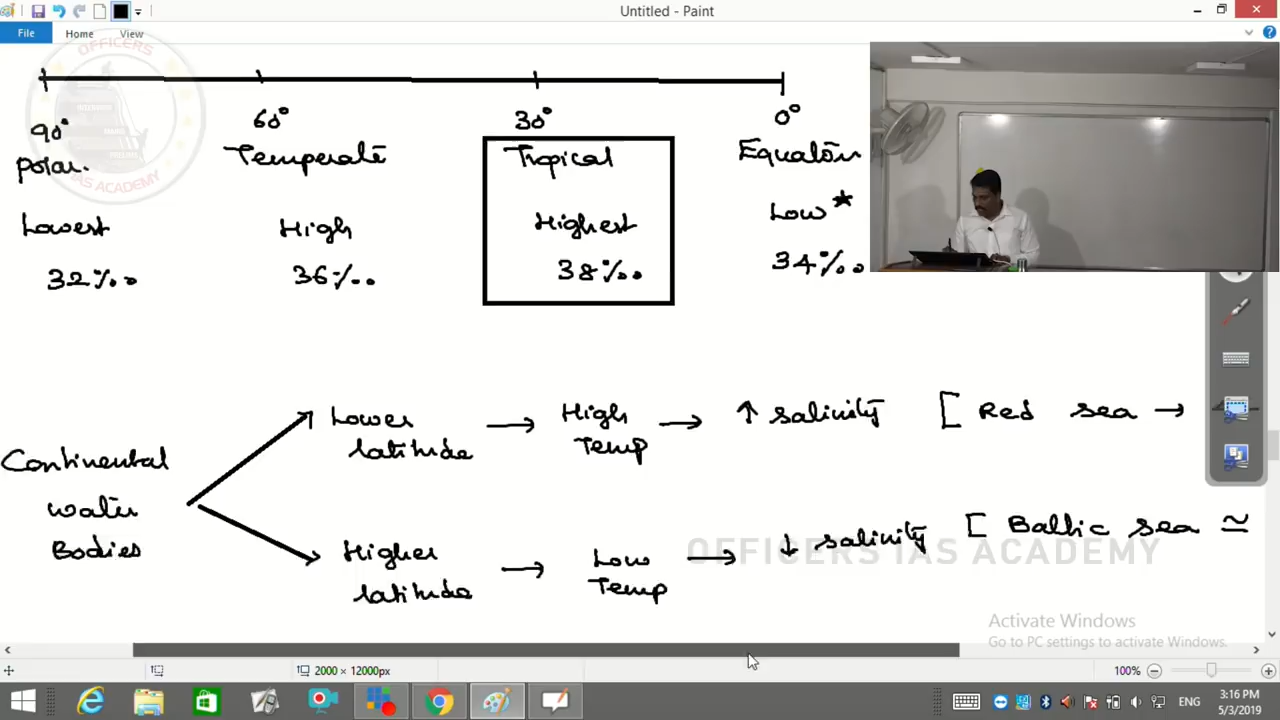 Untitled - Paint
File Home View
OFFICERS
IAS ACADEMY
90° 60° 30° 0°
Polar. Temperate Tropical Equator
Lowest High Highest Low *
32‰ 36‰ 38‰ 34‰
Continental
water
Bodies
Lower
latitude → High
Temp → ↑ salinity [ Red sea →
Higher
latitude → Low
Temp → ↓ salinity [ Baltic sea ≃
OFFICERS IAS ACADEMY
Activate Windows
Go to PC settings to activate Windows.
2000 × 12000px
100%
ENG
3:16 PM
5/3/2019